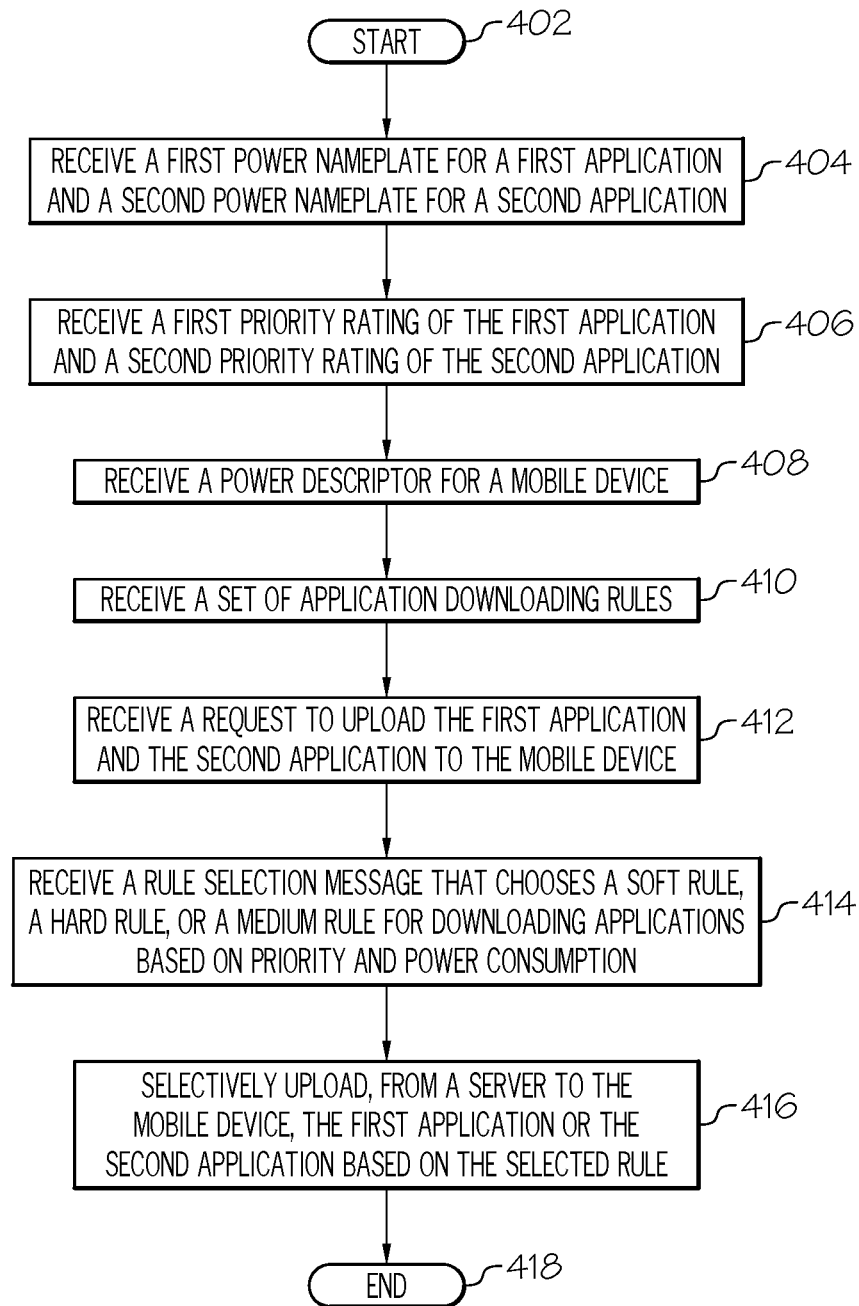 START
402
RECEIVE A FIRST POWER NAMEPLATE FOR A FIRST APPLICATION
AND A SECOND POWER NAMEPLATE FOR A SECOND APPLICATION
404
RECEIVE A FIRST PRIORITY RATING OF THE FIRST APPLICATION
AND A SECOND PRIORITY RATING OF THE SECOND APPLICATION
406
RECEIVE A POWER DESCRIPTOR FOR A MOBILE DEVICE
408
RECEIVE A SET OF APPLICATION DOWNLOADING RULES
410
RECEIVE A REQUEST TO UPLOAD THE FIRST APPLICATION
AND THE SECOND APPLICATION TO THE MOBILE DEVICE
412
RECEIVE A RULE SELECTION MESSAGE THAT CHOOSES A SOFT RULE,
A HARD RULE, OR A MEDIUM RULE FOR DOWNLOADING APPLICATIONS
BASED ON PRIORITY AND POWER CONSUMPTION
414
SELECTIVELY UPLOAD, FROM A SERVER TO THE
MOBILE DEVICE, THE FIRST APPLICATION OR THE
SECOND APPLICATION BASED ON THE SELECTED RULE
416
END
418